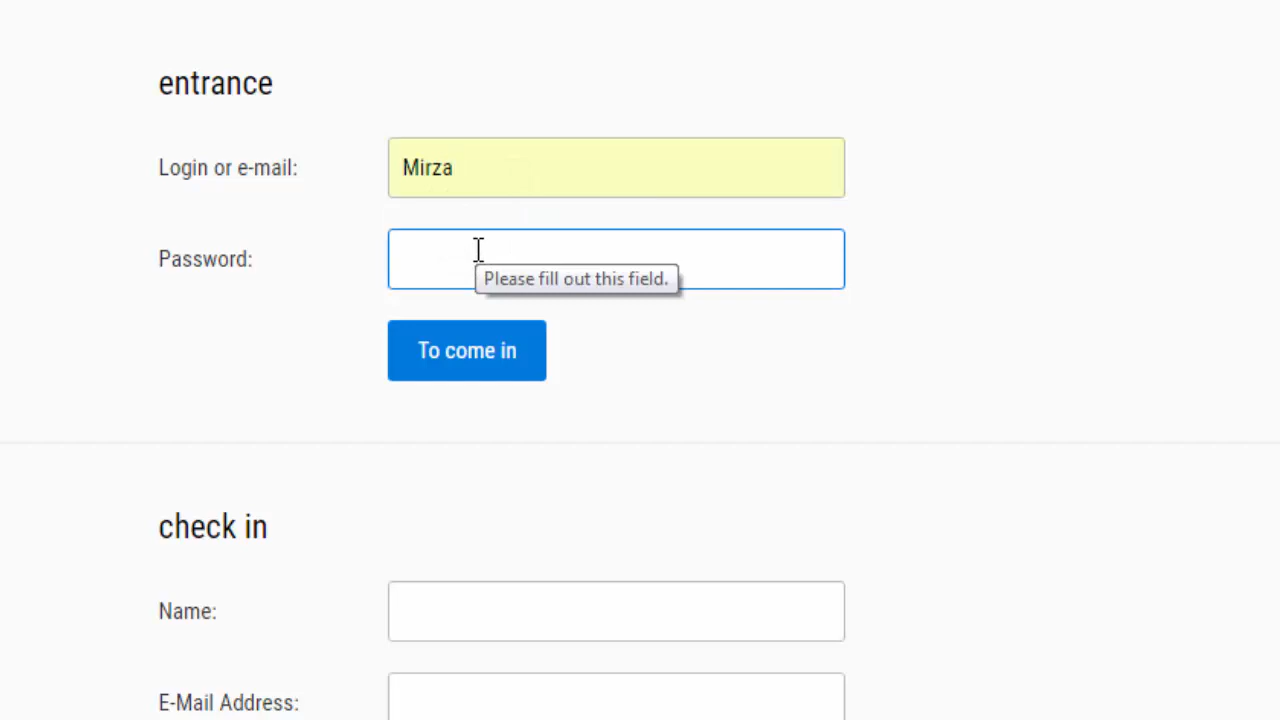 entrance
Login or e-mail:
Mirza
Password:
Please fill out this field.
To come in
check in
Name:
E-Mail Address: